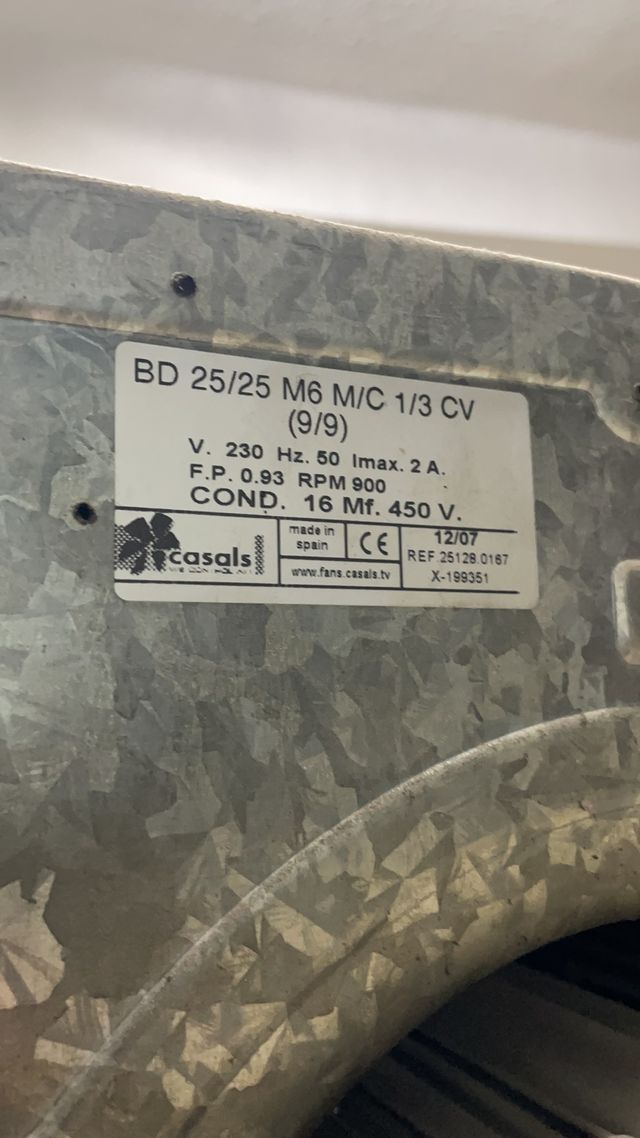 BD 25/25 M6 M/C 1/3 CV
(9/9)
V. 230 Hz. 50 Imax. 2 A.
F.P. 0.93 RPM 900
COND. 16 Mf. 450 V.
casals
made in
spain
CE
www.fans.casals.tv
12/07
REF.25128.0167
X-199351